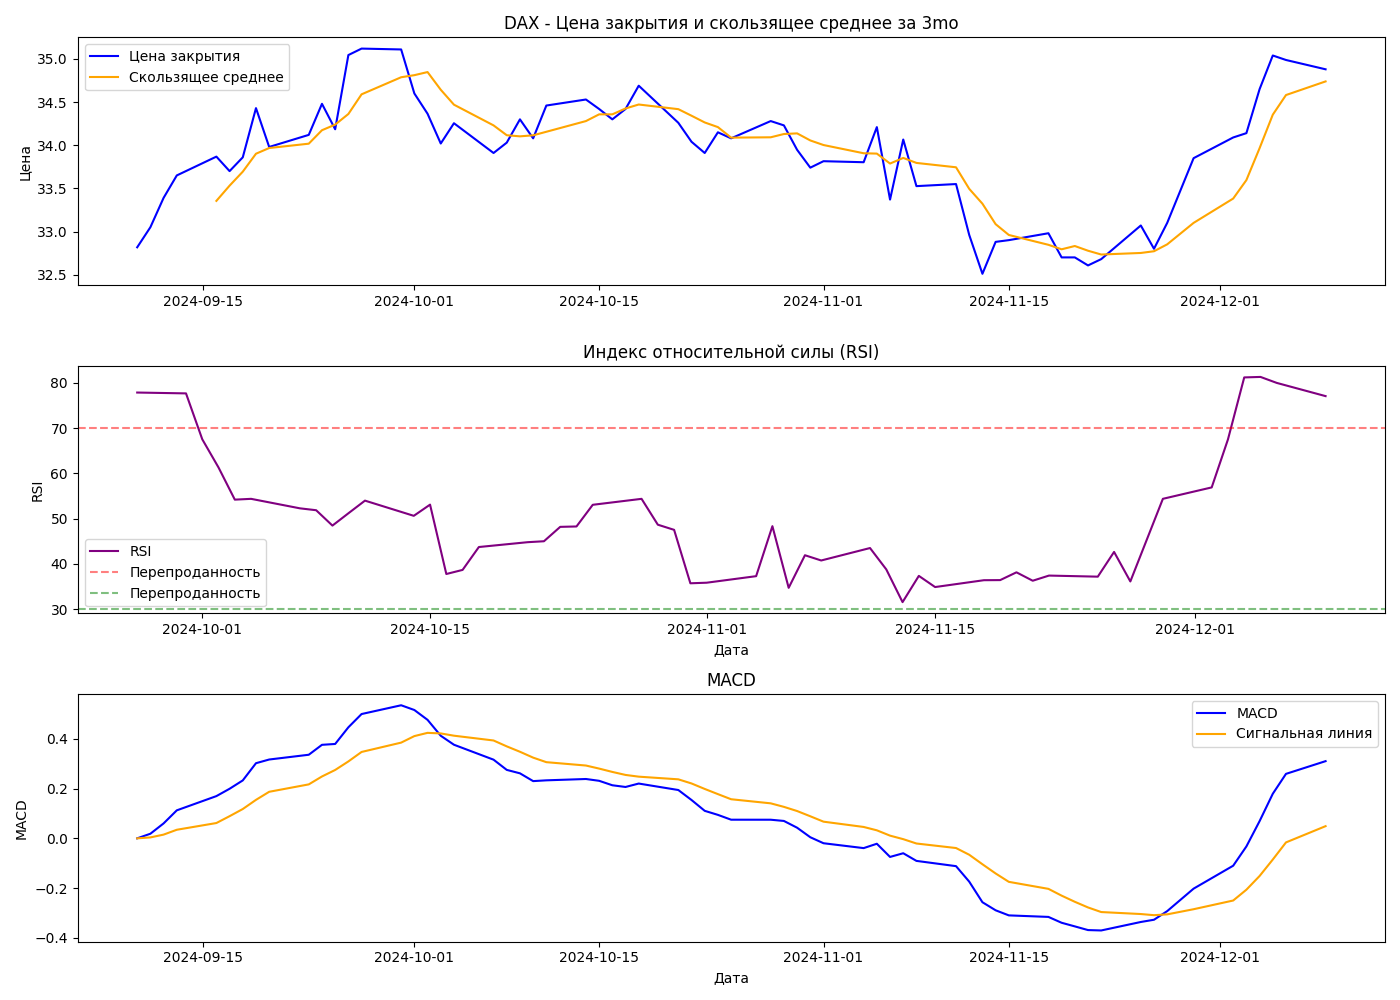 DAX - Цена закрытия и скользящее среднее за 3mo
Цена закрытия
Скользящее среднее
Цена
35.0
34.5
34.0
33.5
33.0
32.5
2024-09-15 2024-10-01 2024-10-15 2024-11-01 2024-11-15 2024-12-01
Индекс относительной силы (RSI)
RSI
80
70
60
50
40
30
RSI
Перепроданность
Перепроданность
2024-10-01 2024-10-15 2024-11-01 2024-11-15 2024-12-01
Дата
MACD
MACD
Сигнальная линия
MACD
0.4
0.2
0.0
−0.2
−0.4
2024-09-15 2024-10-01 2024-10-15 2024-11-01 2024-11-15 2024-12-01
Дата